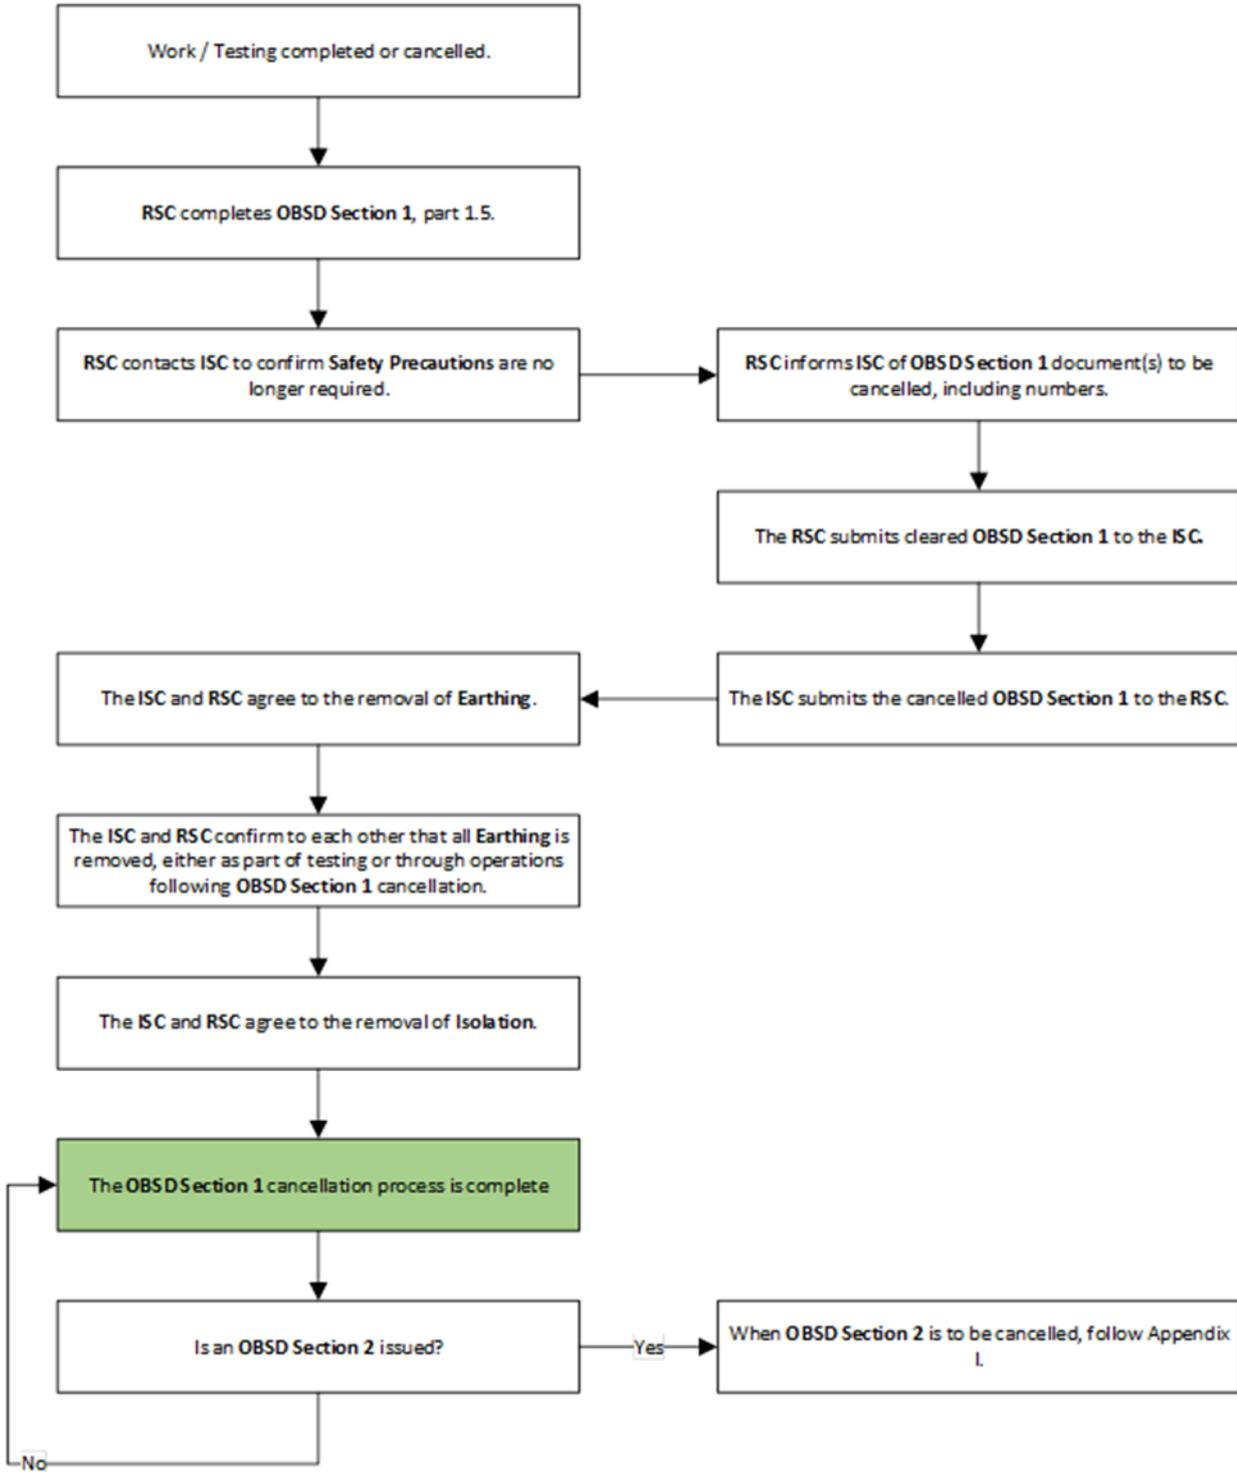 Work / Testing completed or cancelled.
RSC completes OBSD Section 1, part 1.5.
RSC contacts ISC to confirm Safety Precautions are no
longer required.
RSC informs ISC of OBSD Section 1 document(s) to be
cancelled, including numbers.
The RSC submits cleared OBSD Section 1 to the ISC.
The ISC submits the cancelled OBSD Section 1 to the RSC.
The ISC and RSC agree to the removal of Earthing.
The ISC and RSC confirm to each other that all Earthing is
removed, either as part of testing or through operations
following OBSD Section 1 cancellation.
The ISC and RSC agree to the removal of Isolation.
The OBSD Section 1 cancellation process is complete
Is an OBSD Section 2 issued?
Yes
When OBSD Section 2 is to be cancelled, follow Appendix
I.
No